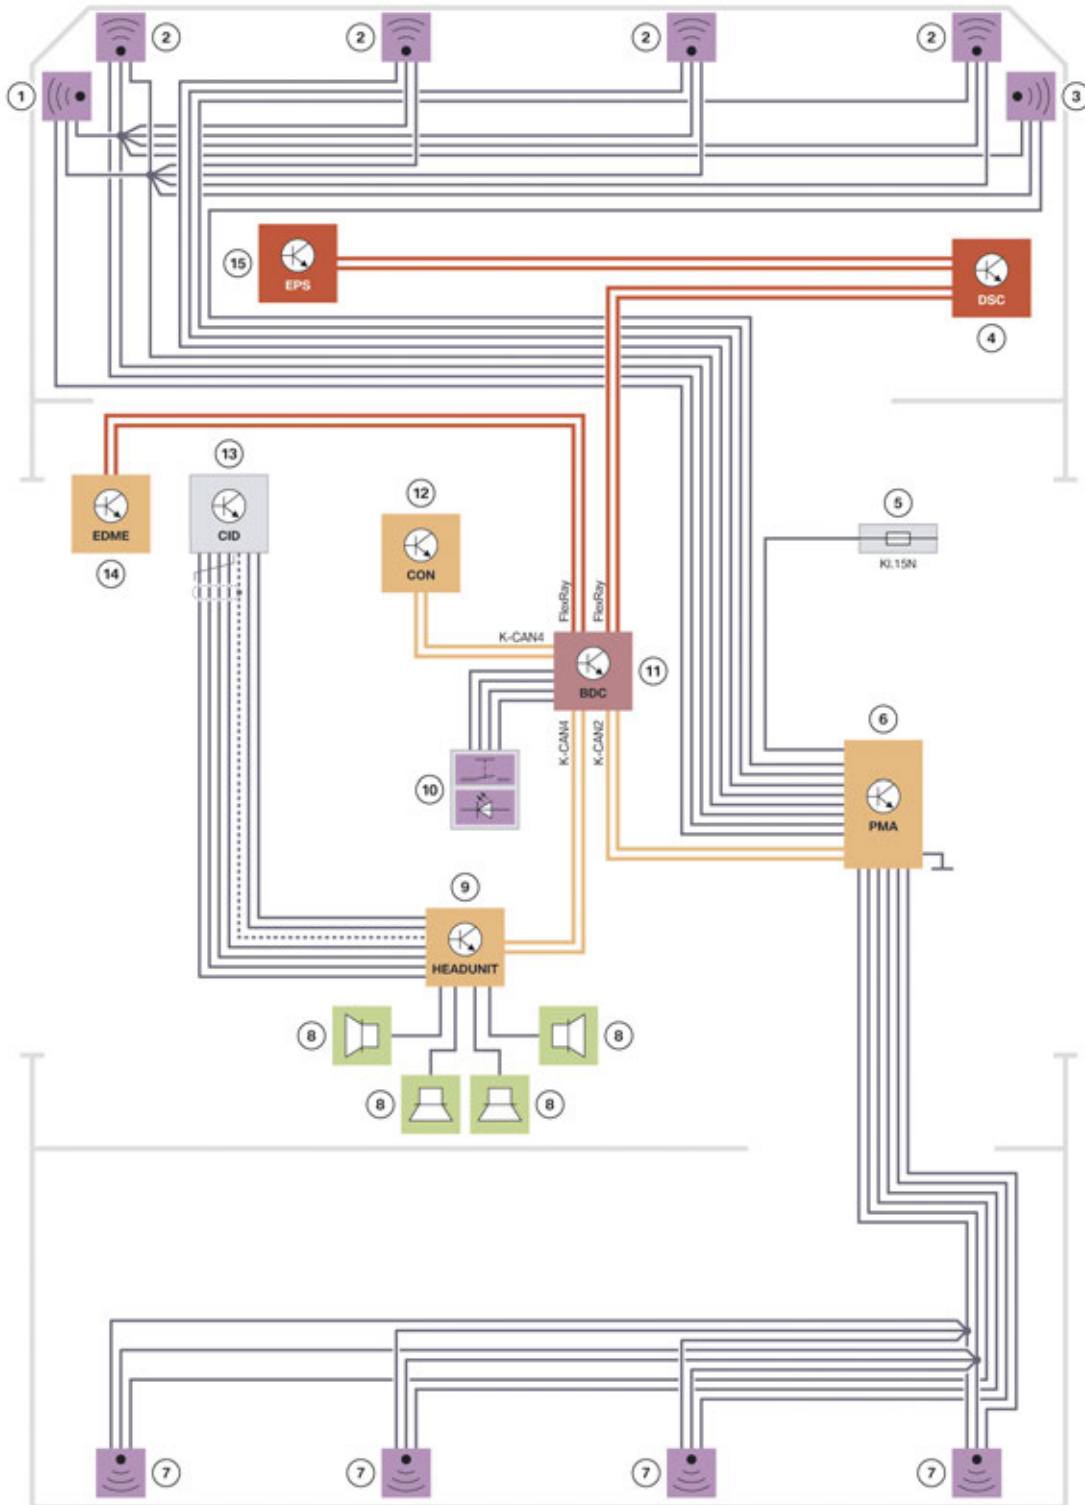 2 2 2 2
1 3
15 EPS
DSC
4
13
12
5
EDME
CID
CON
Kl.15N
14
FlexRay
FlexRay
K-CAN4
BDC
11
K-CAN4
K-CAN2
6
10
PMA
9
HEADUNIT
8 8
8 8
7 7 7 7